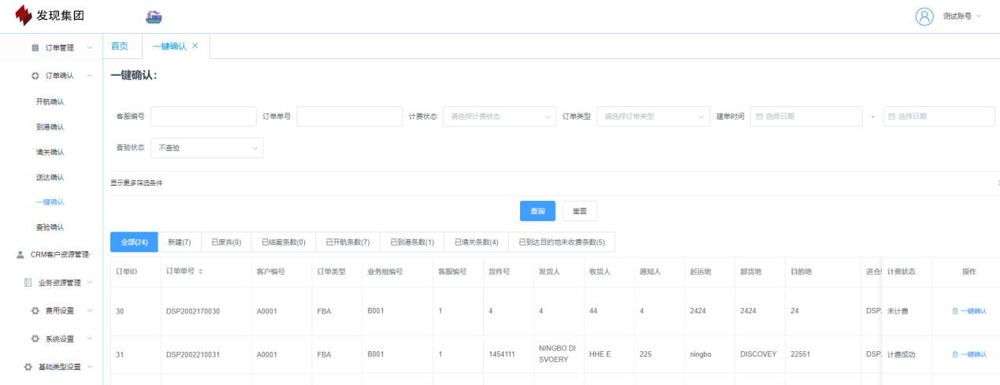 发现集团
测试账号
订单管理
首页
一键确认 ×
订单确认
一键确认：
开航确认
客服编号
订单单号
计费状态 请选择计费状态
订单类型 请选择订单类型
建单时间 选择日期 - 选择日期
到港确认
清关确认
查验状态 不查验
送达确认
显示更多筛选条件
一键确认
查询
重置
查验确认
全部(24) 新建(7) 已废弃(0) 已结案条数(0) 已开航条数(7) 已到港条数(1) 已清关条数(4) 已到达目的地未收费条数(5)
CRM客户资源管理
业务资源管理
订单ID 订单单号 客户编号 订单类型 业务组编号 客服编号 货件号 发货人 收货人 通知人 起运地 卸货地 目的地 进仓 计费状态 操作
费用设置
30 DSP2002170030 A0001 FBA B001 1 4 4 44 4 2424 2424 24 DSP 未计费 一键确认
系统设置
31 DSP2002210031 A0001 FBA B001 1 1454111 NINGBO DI HHE E 225 ningbo DISCOVEY 22551 DSP 计费成功 一键确认
SVOERY
基础类型设置